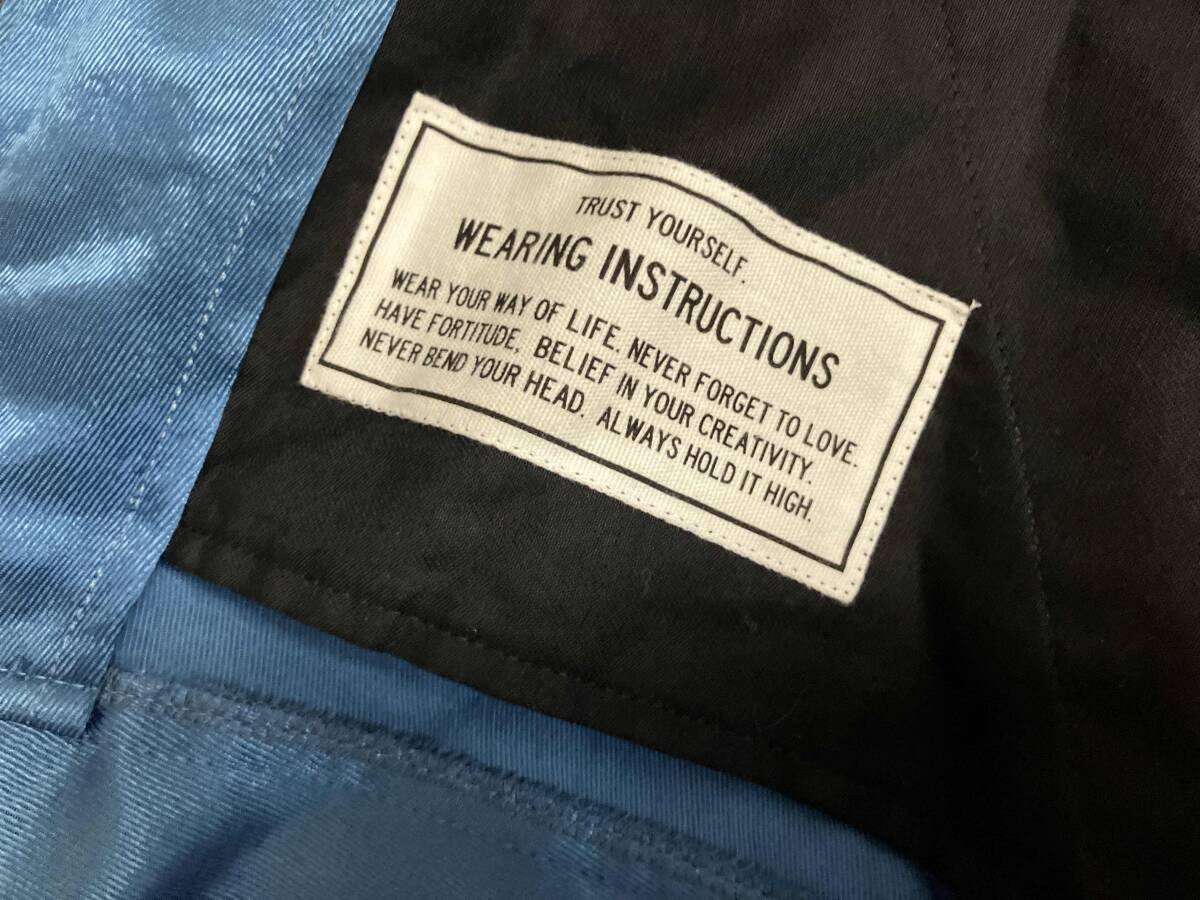 TRUST YOURSELF.
WEARING INSTRUCTIONS
WEAR YOUR WAY OF LIFE. NEVER FORGET TO LOVE.
HAVE FORTITUDE, BELIEF IN YOUR CREATIVITY.
NEVER BEND YOUR HEAD. ALWAYS HOLD IT HIGH.